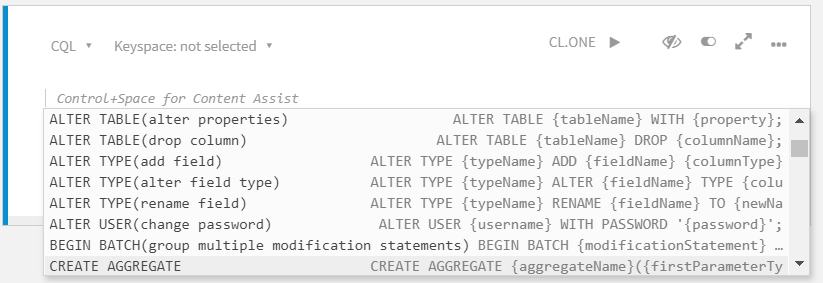 CQL Keyspace: not selected CL.ONE
Control+Space for Content Assist
ALTER TABLE(alter properties) ALTER TABLE {tableName} WITH {property};
ALTER TABLE(drop column) ALTER TABLE {tableName} DROP {columnName};
ALTER TYPE(add field) ALTER TYPE {typeName} ADD {fieldName} {columnType}
ALTER TYPE(alter field type) ALTER TYPE {typeName} ALTER {fieldName} TYPE {colu
ALTER TYPE(rename field) ALTER TYPE {typeName} RENAME {fieldName} TO {newNa
ALTER USER(change password) ALTER USER {username} WITH PASSWORD '{password}';
BEGIN BATCH(group multiple modification statements) BEGIN BATCH {modificationStatement} …
CREATE AGGREGATE CREATE AGGREGATE {aggregateName}({firstParameterTy